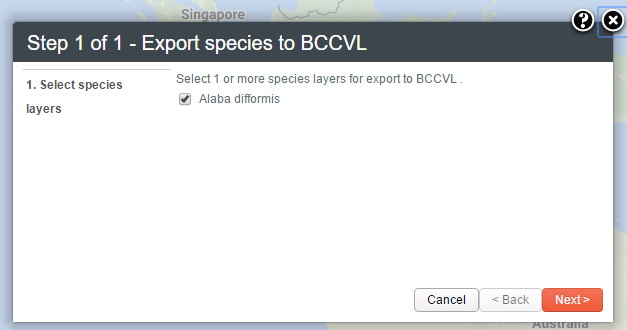 Singapore
Step 1 of 1 - Export species to BCCVL
1. Select species
layers
Select 1 or more species layers for export to BCCVL .
Alaba difformis
Cancel
< Back
Next >
Australia
?